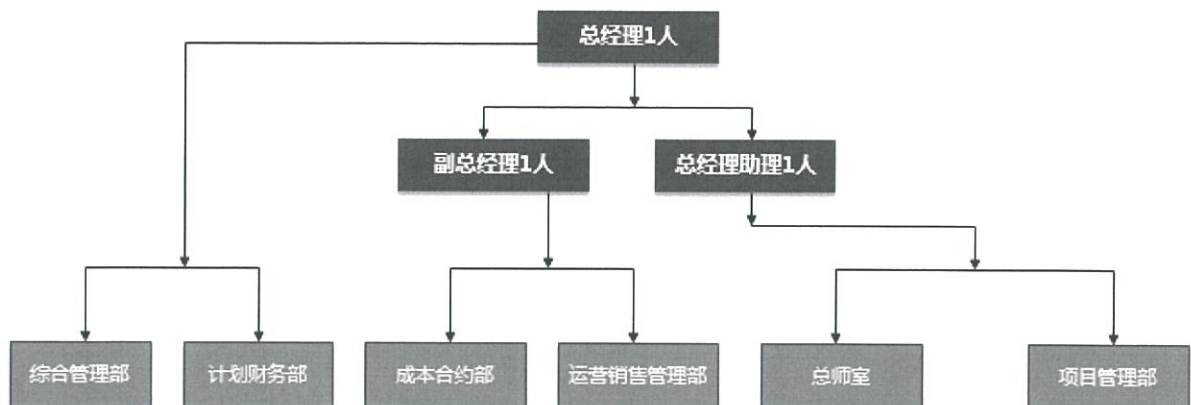 总经理1人
副总经理1人
总经理助理1人
综合管理部
计划财务部
成本合约部
运营销售管理部
总师室
项目管理部